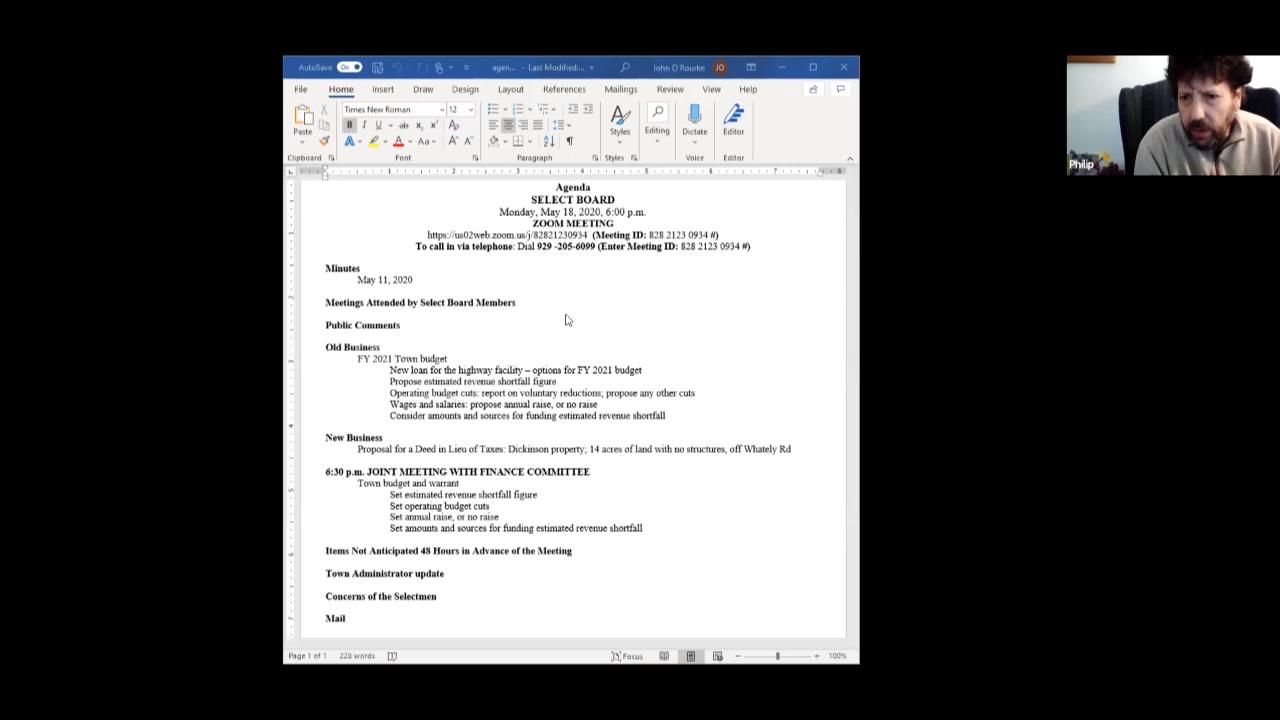 AutoSave On agen... - Last Modified:... John O'Rourke JO
File Home Insert Draw Design Layout References Mailings Review View Help
Times New Roman 12
Paste Styles Editing Dictate Editor
Clipboard Font Paragraph Styles Voice Editor
Agenda
SELECT BOARD
Monday, May 18, 2020, 6:00 p.m.
ZOOM MEETING
https://us02web.zoom.us/j/82821230934 (Meeting ID: 828 2123 0934 #)
To call in via telephone: Dial 929 -205-6099 (Enter Meeting ID: 828 2123 0934 #)
Minutes
May 11, 2020
Meetings Attended by Select Board Members
Public Comments
Old Business
FY 2021 Town budget
New loan for the highway facility – options for FY 2021 budget
Propose estimated revenue shortfall figure
Operating budget cuts: report on voluntary reductions; propose any other cuts
Wages and salaries: propose annual raise, or no raise
Consider amounts and sources for funding estimated revenue shortfall
New Business
Proposal for a Deed in Lieu of Taxes: Dickinson property; 14 acres of land with no structures, off Whately Rd
6:30 p.m. JOINT MEETING WITH FINANCE COMMITTEE
Town budget and warrant
Set estimated revenue shortfall figure
Set operating budget cuts
Set annual raise, or no raise
Set amounts and sources for funding estimated revenue shortfall
Items Not Anticipated 48 Hours in Advance of the Meeting
Town Administrator update
Concerns of the Selectmen
Mail
Page 1 of 1 228 words Focus 100%
Philip